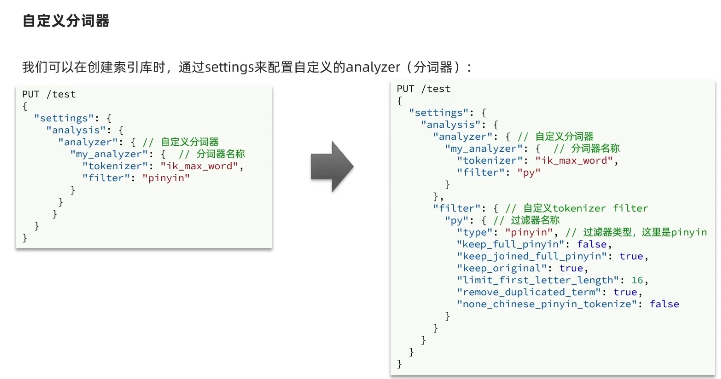 自定义分词器
我们可以在创建索引库时，通过settings来配置自定义的analyzer（分词器）：
PUT /test
{
  "settings": {
    "analysis": {
      "analyzer": { // 自定义分词器
        "my_analyzer": {  // 分词器名称
          "tokenizer": "ik_max_word",
          "filter": "pinyin"
        }
      }
    }
  }
}
PUT /test
{
  "settings": {
    "analysis": {
      "analyzer": { // 自定义分词器
        "my_analyzer": {  // 分词器名称
          "tokenizer": "ik_max_word",
          "filter": "py"
        }
      },
      "filter": { // 自定义tokenizer filter
        "py": { // 过滤器名称
          "type": "pinyin", // 过滤器类型，这里是pinyin
          "keep_full_pinyin": false,
          "keep_joined_full_pinyin": true,
          "keep_original": true,
          "limit_first_letter_length": 16,
          "remove_duplicated_term": true,
          "none_chinese_pinyin_tokenize": false
        }
      }
    }
  }
}